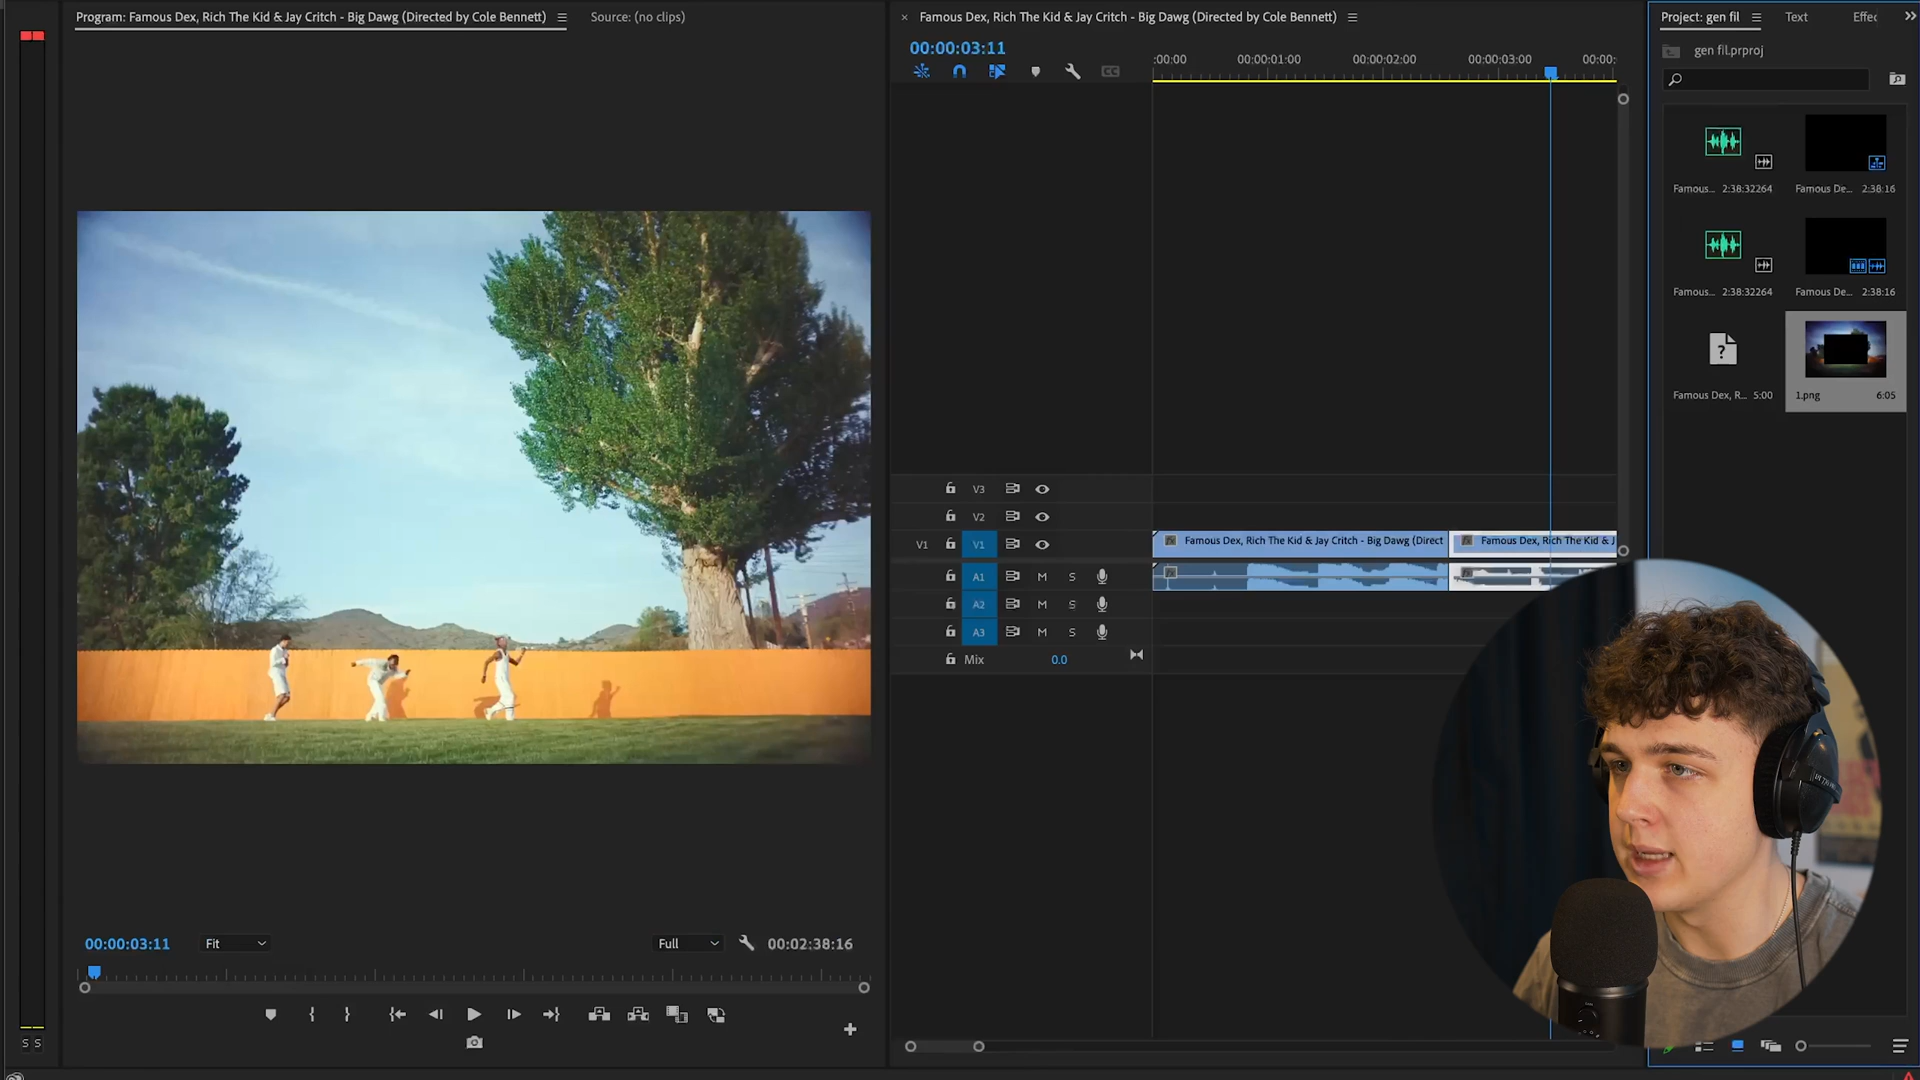 Program: Famous Dex, Rich The Kid & Jay Critch - Big Dawg (Directed by Cole Bennett)
Source: (no clips)
Famous Dex, Rich The Kid & Jay Critch - Big Dawg (Directed by Cole Bennett)
Project: gen fil
Text
Effec
00:00:03:11
:00:00
00:00:01:00
00:00:02:00
00:00:03:00
00:00:
gen fil.prproj
CC
Famous... 2:38:32264
Famous De... 2:38:16
Famous... 2:38:32264
Famous De... 2:38:16
Famous Dex, R... 5:00
1.png 6:05
V3
V2
V1 V1
Famous Dex, Rich The Kid & Jay Critch - Big Dawg (Direct
Famous Dex, Rich The Kid & J
A1 M S
A2 M S
A3 M S
Mix 0.0
00:00:03:11
Fit
Full
00:02:38:16
S S